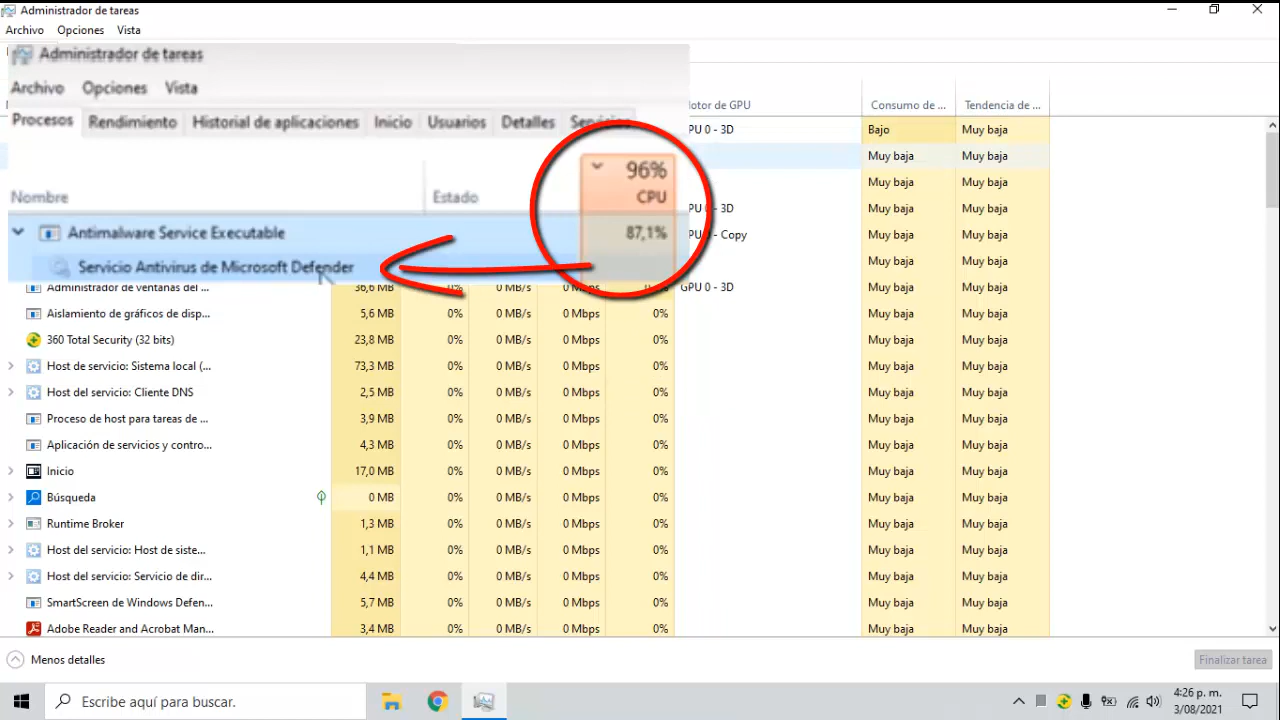 Administrador de tareas
Archivo Opciones Vista
Administrador de tareas
Archivo Opciones Vista
Procesos Rendimiento Historial de aplicaciones Inicio Usuarios Detalles Servicios
96%
Nombre Estado CPU
Antimalware Service Executable 87,1%
Servicio Antivirus de Microsoft Defender
Motor de GPU Consumo de ... Tendencia de ...
GPU 0 - 3D Bajo Muy baja
Muy baja Muy baja
Muy baja Muy baja
GPU 0 - 3D Muy baja Muy baja
GPU 0 - Copy Muy baja Muy baja
Muy baja Muy baja
Administrador de ventanas del ... 36,6 MB 0% 0 MB/s 0 Mbps GPU 0 - 3D Muy baja Muy baja
Aislamiento de gráficos de disp... 5,6 MB 0% 0 MB/s 0 Mbps 0% Muy baja Muy baja
360 Total Security (32 bits) 23,8 MB 0% 0 MB/s 0 Mbps 0% Muy baja Muy baja
Host de servicio: Sistema local (... 73,3 MB 0% 0 MB/s 0 Mbps 0% Muy baja Muy baja
Host del servicio: Cliente DNS 2,5 MB 0% 0 MB/s 0 Mbps 0% Muy baja Muy baja
Proceso de host para tareas de ... 3,9 MB 0% 0 MB/s 0 Mbps 0% Muy baja Muy baja
Aplicación de servicios y contro... 4,3 MB 0% 0 MB/s 0 Mbps 0% Muy baja Muy baja
Inicio 17,0 MB 0% 0 MB/s 0 Mbps 0% Muy baja Muy baja
Búsqueda 0 MB 0% 0 MB/s 0 Mbps 0% Muy baja Muy baja
Runtime Broker 1,3 MB 0% 0 MB/s 0 Mbps 0% Muy baja Muy baja
Host del servicio: Host de siste... 1,1 MB 0% 0 MB/s 0 Mbps 0% Muy baja Muy baja
Host del servicio: Servicio de dir... 4,4 MB 0% 0 MB/s 0 Mbps 0% Muy baja Muy baja
SmartScreen de Windows Defen... 5,7 MB 0% 0 MB/s 0 Mbps 0% Muy baja Muy baja
Adobe Reader and Acrobat Man... 3,4 MB 0% 0 MB/s 0 Mbps 0% Muy baja Muy baja
Menos detalles Finalizar tarea
Escribe aquí para buscar. 4:26 p. m.
3/08/2021